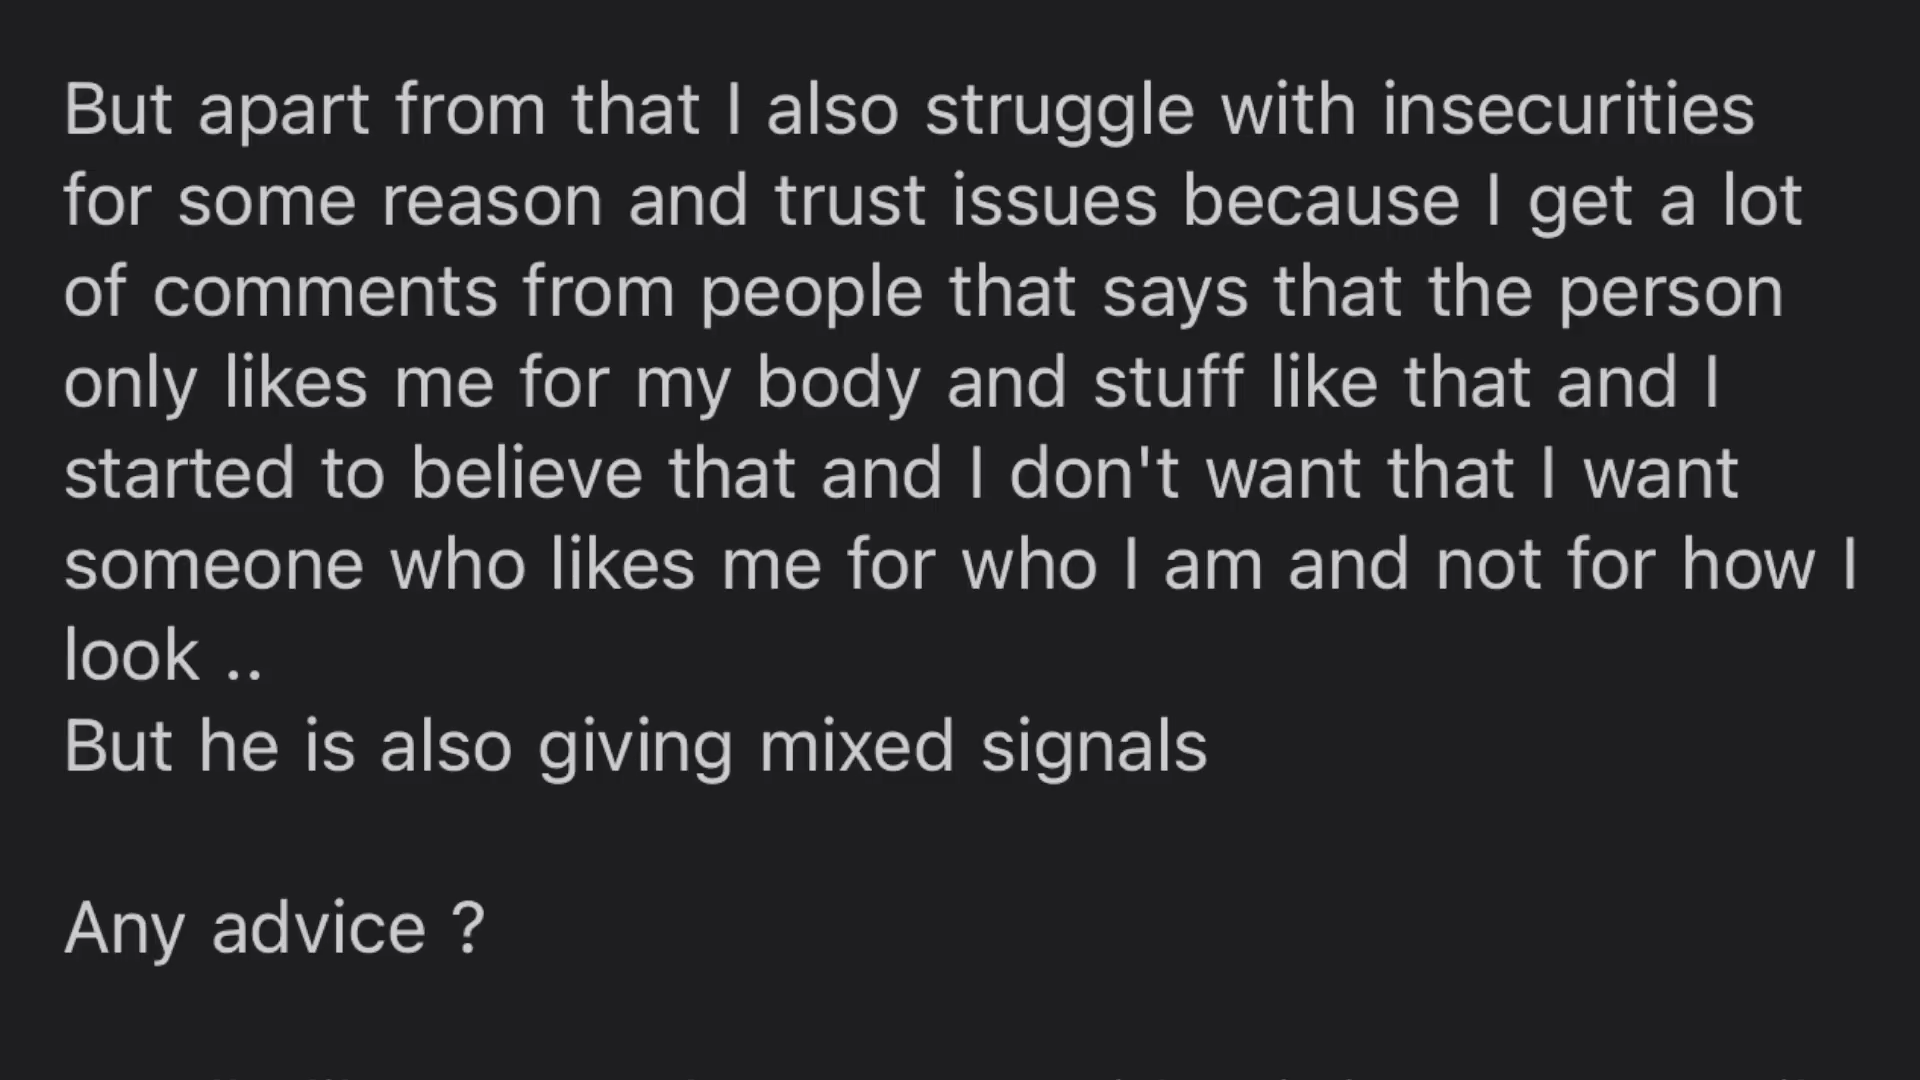 But apart from that I also struggle with insecurities
for some reason and trust issues because I get a lot
of comments from people that says that the person
only likes me for my body and stuff like that and I
started to believe that and I don't want that I want
someone who likes me for who I am and not for how I
look ..
But he is also giving mixed signals
Any advice ?